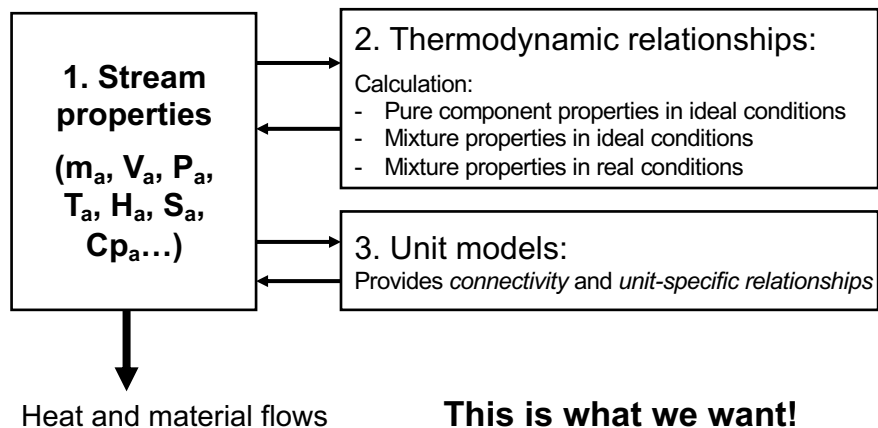 1. Stream
properties
(mₐ, Vₐ, Pₐ,
Tₐ, Hₐ, Sₐ,
Cpₐ…)
2. Thermodynamic relationships:
Calculation:
- Pure component properties in ideal conditions
- Mixture properties in ideal conditions
- Mixture properties in real conditions
3. Unit models:
Provides connectivity and unit-specific relationships
Heat and material flows
This is what we want!